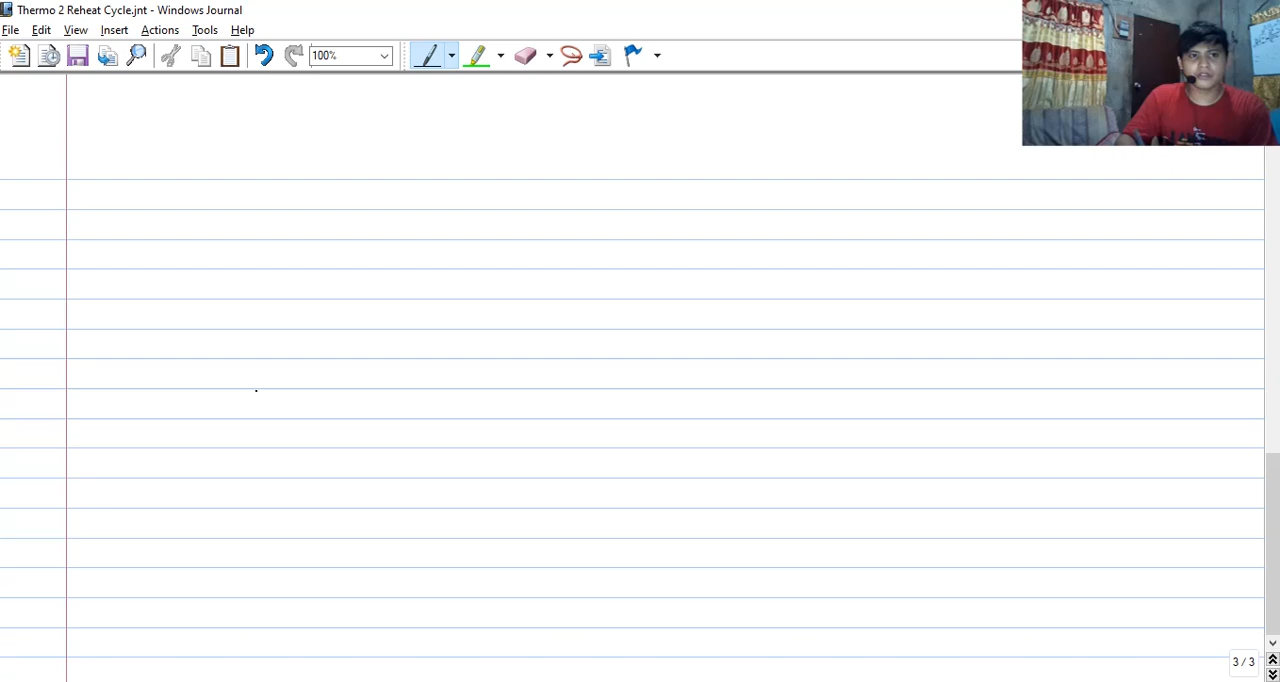 Thermo 2 Reheat Cycle.jnt - Windows Journal
File Edit View Insert Actions Tools Help
100%
3 / 3